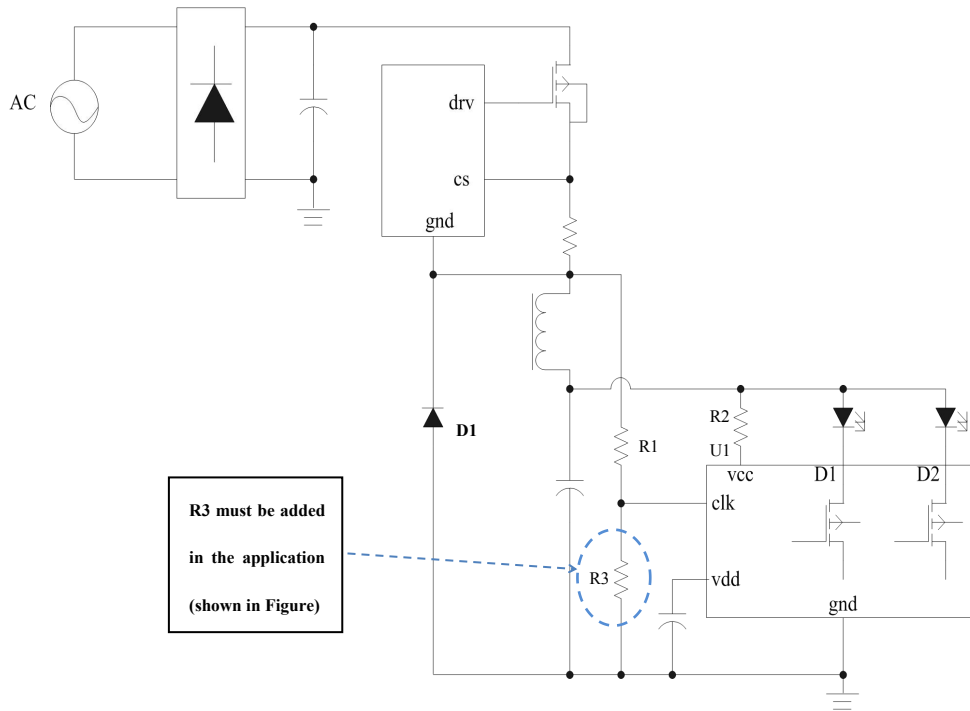 AC
drv
cs
gnd
D1
R1
R2
U1
vcc
D1
D2
clk
R3 must be added
in the application
(shown in Figure)
R3
vdd
gnd